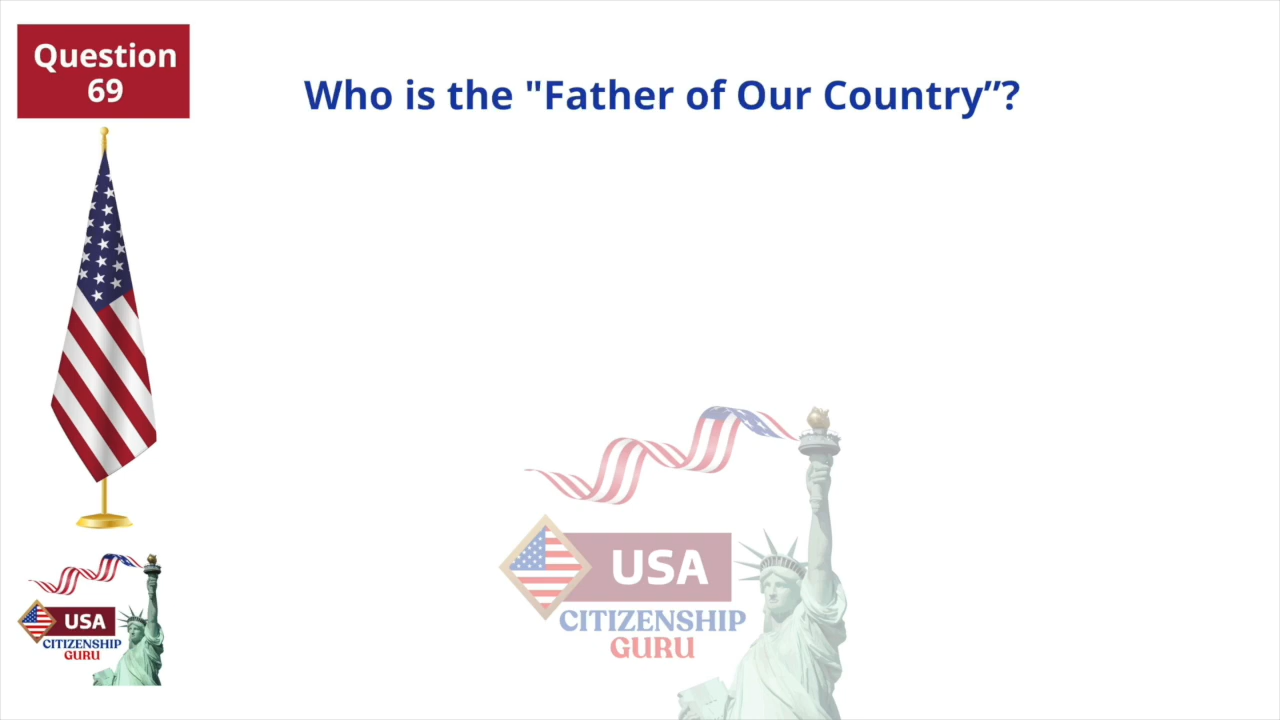 Question
69
Who is the "Father of Our Country”?
USA
CITIZENSHIP
GURU
USA
CITIZENSHIP
GURU